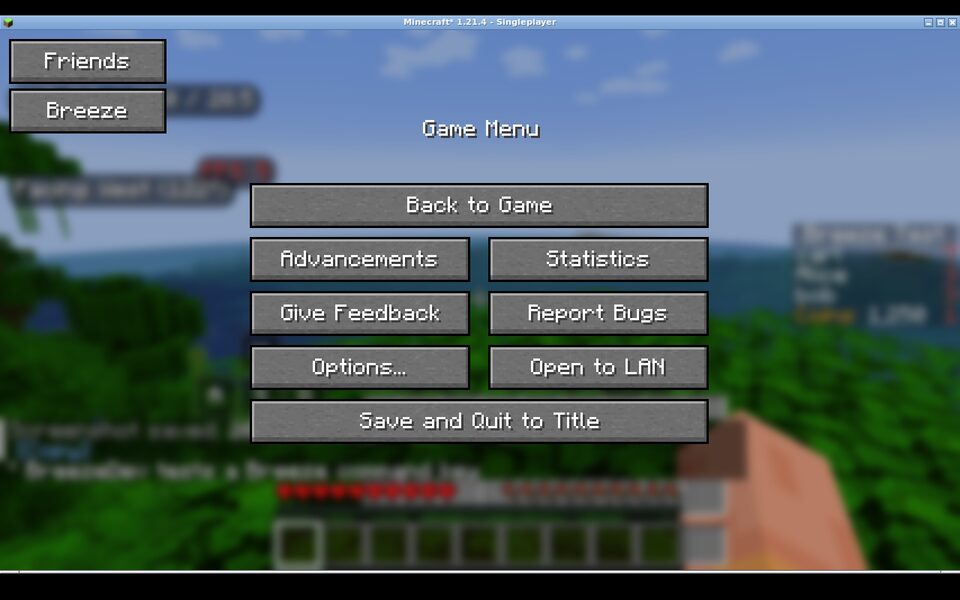 Minecraft* 1.21.4 - Singleplayer
Friends
Breeze
Game Menu
Back to Game
Advancements
Statistics
Give Feedback
Report Bugs
Options...
Open to LAN
Save and Quit to Title